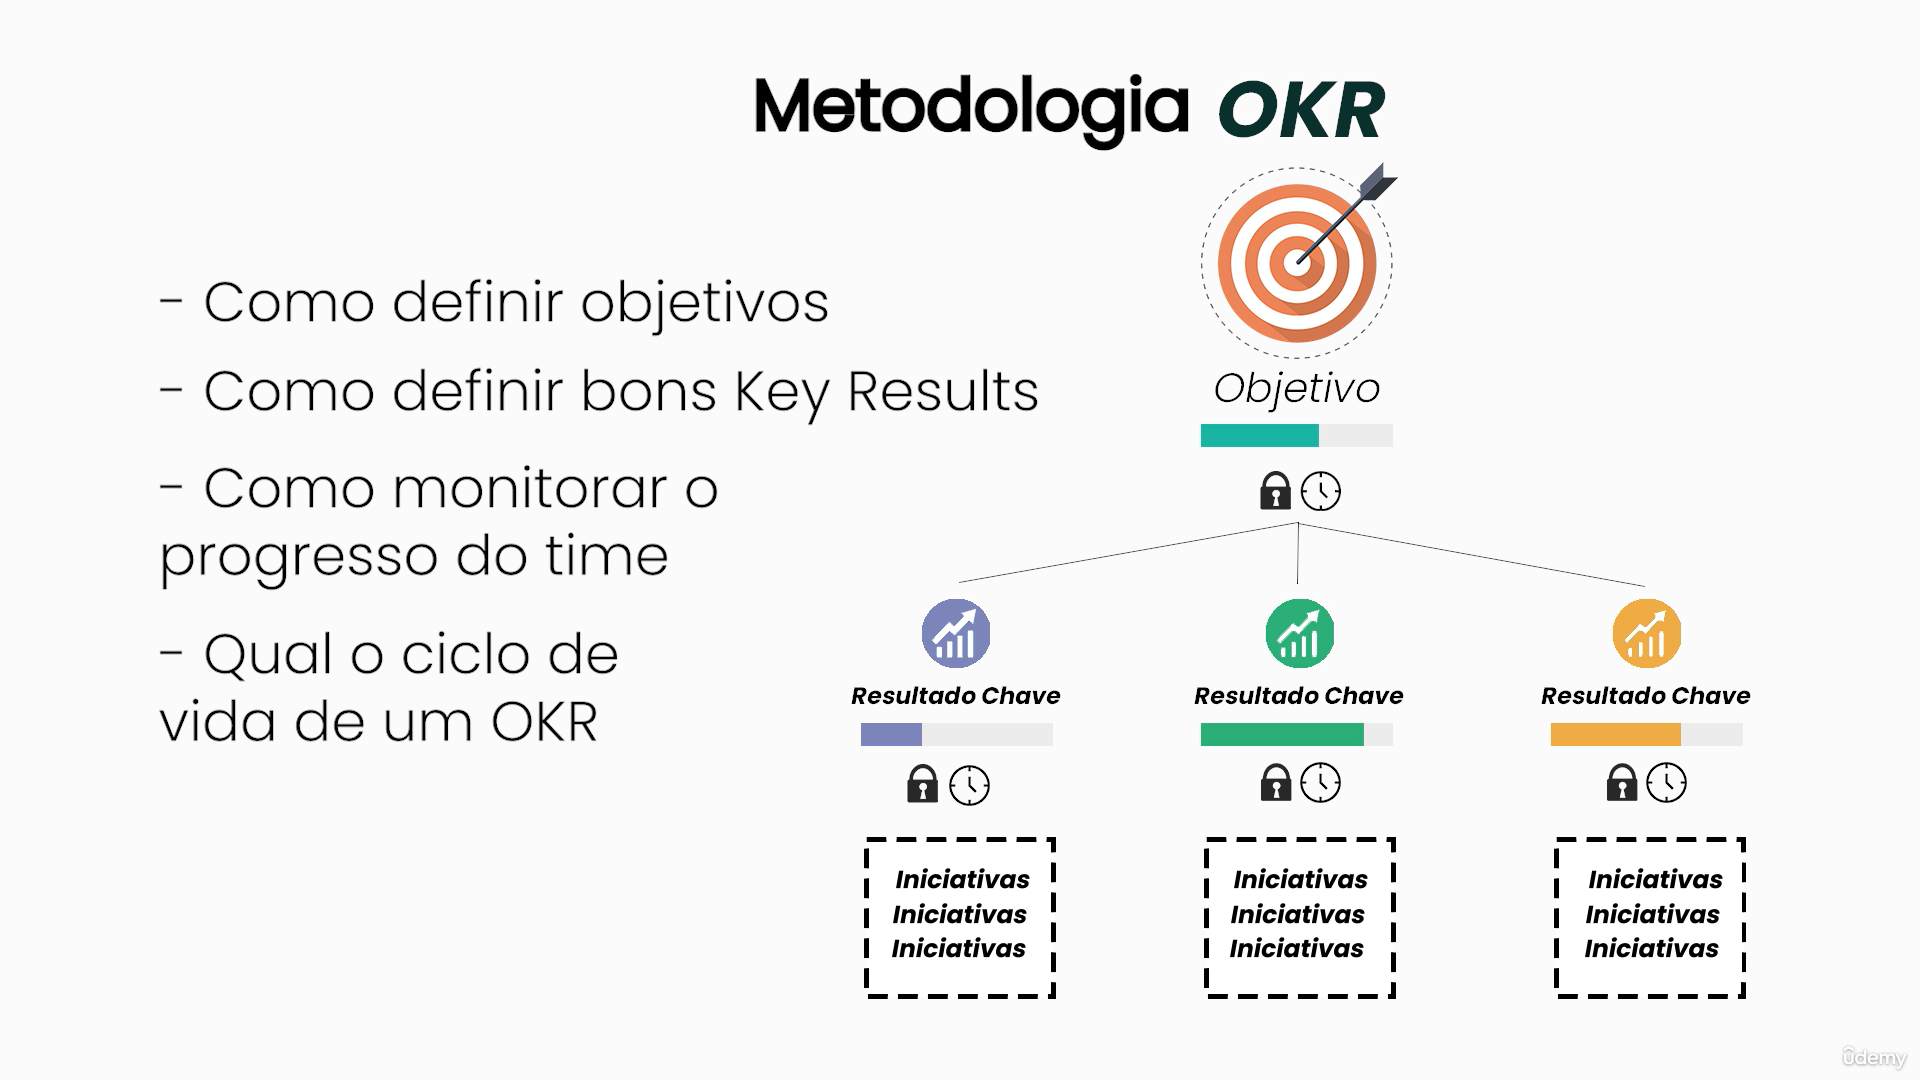 Metodologia OKR
- Como definir objetivos
- Como definir bons Key Results
- Como monitorar o
progresso do time
- Qual o ciclo de
vida de um OKR
Objetivo
Resultado Chave
Resultado Chave
Resultado Chave
Iniciativas
Iniciativas
Iniciativas
Iniciativas
Iniciativas
Iniciativas
Iniciativas
Iniciativas
Iniciativas
ûdemy